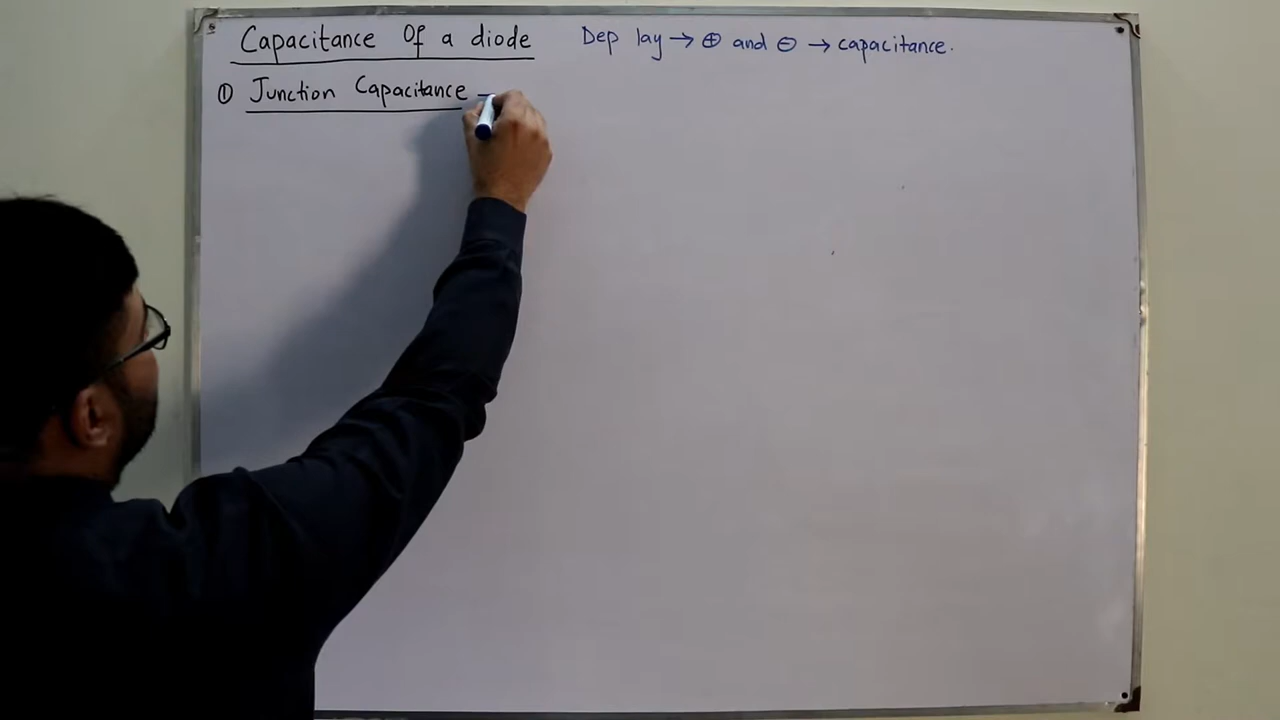 Capacitance Of a diode Dep lay → ⊕ and ⊖ → capacitance.
① Junction Capacitance -